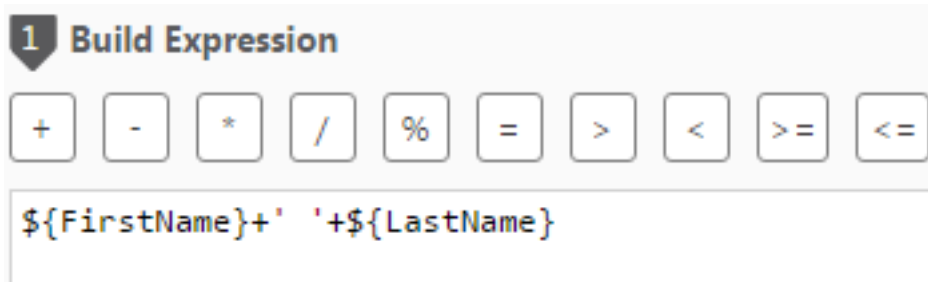 1 Build Expression
+ - * / % = > < >= <=
${FirstName}+' '+${LastName}